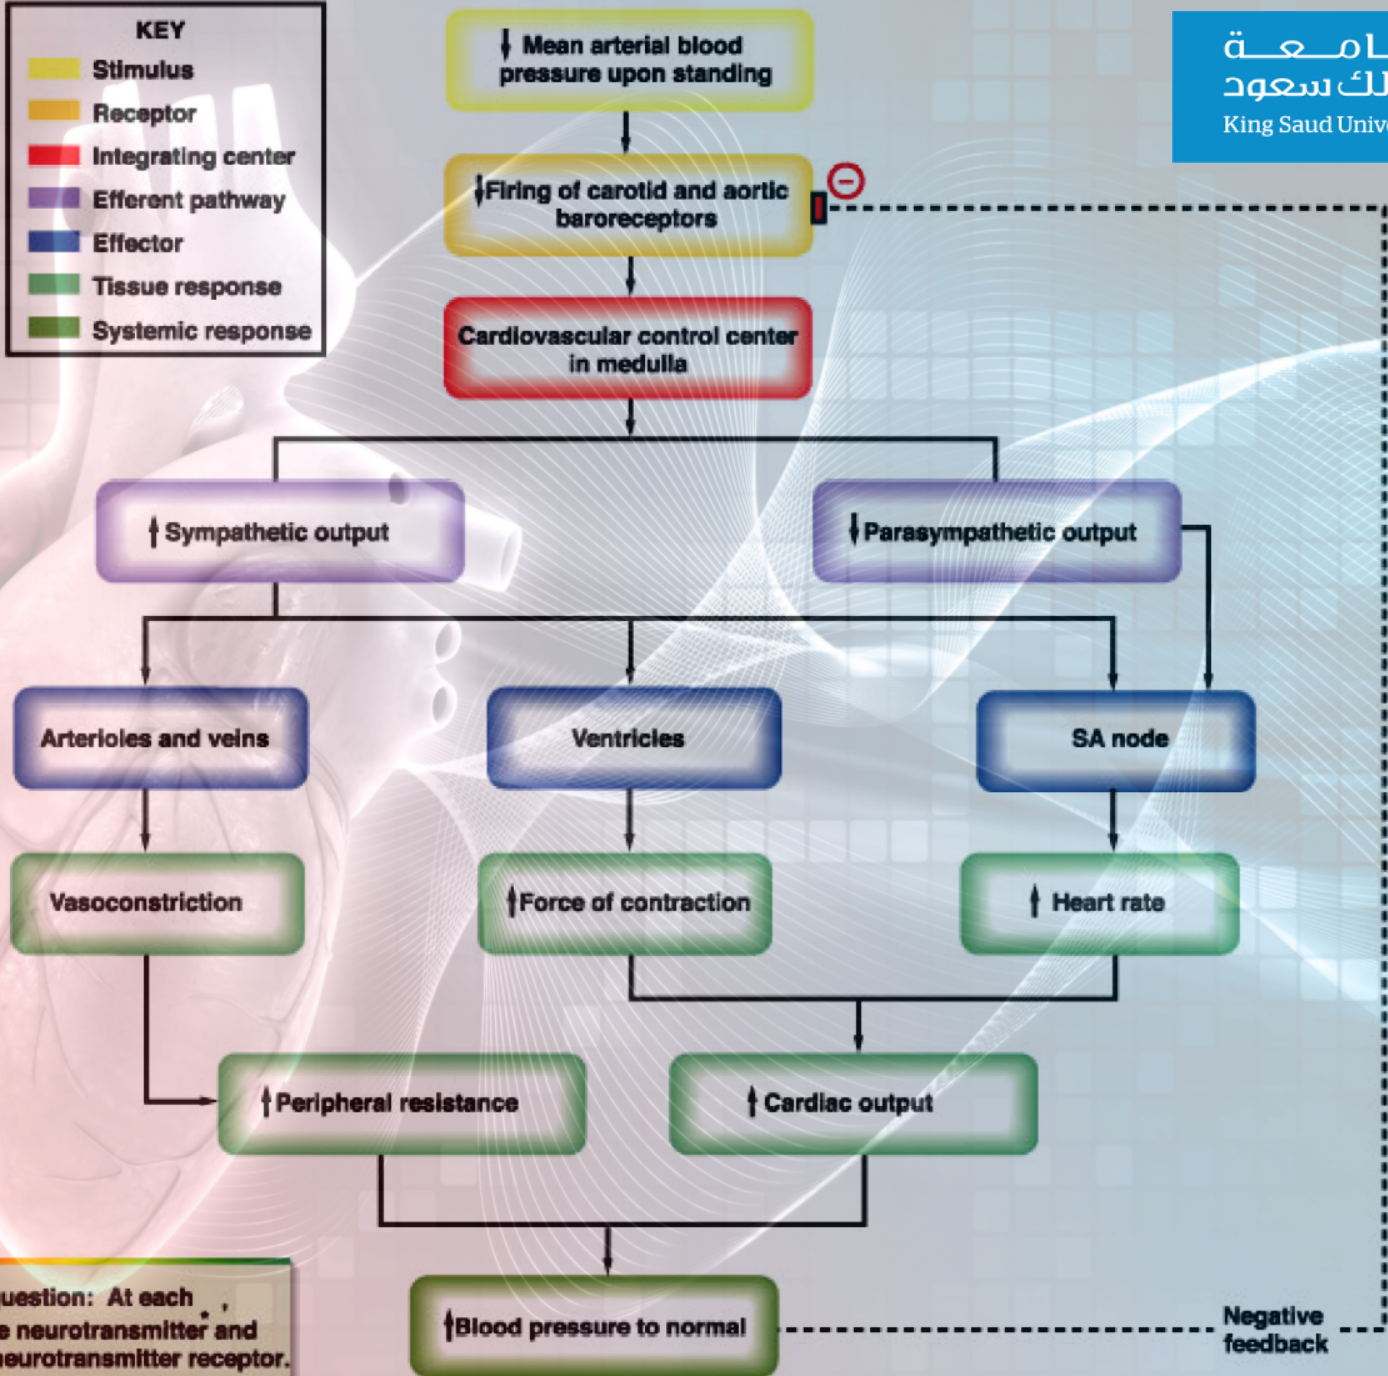 KEY
Stimulus
Receptor
Integrating center
Efferent pathway
Effector
Tissue response
Systemic response
↓ Mean arterial blood
pressure upon standing
King Saud Unive
سعود
↓Firing of carotid and aortic
baroreceptors
Cardiovascular control center
in medulla
↑ Sympathetic output
↓Parasympathetic output
Arterioles and veins
Ventricles
SA node
Vasoconstriction
↑Force of contraction
↑ Heart rate
↑Peripheral resistance
↑Cardiac output
↑Blood pressure to normal
Negative
feedback
uestion: At each *,
e neurotransmitter and
neurotransmitter receptor.